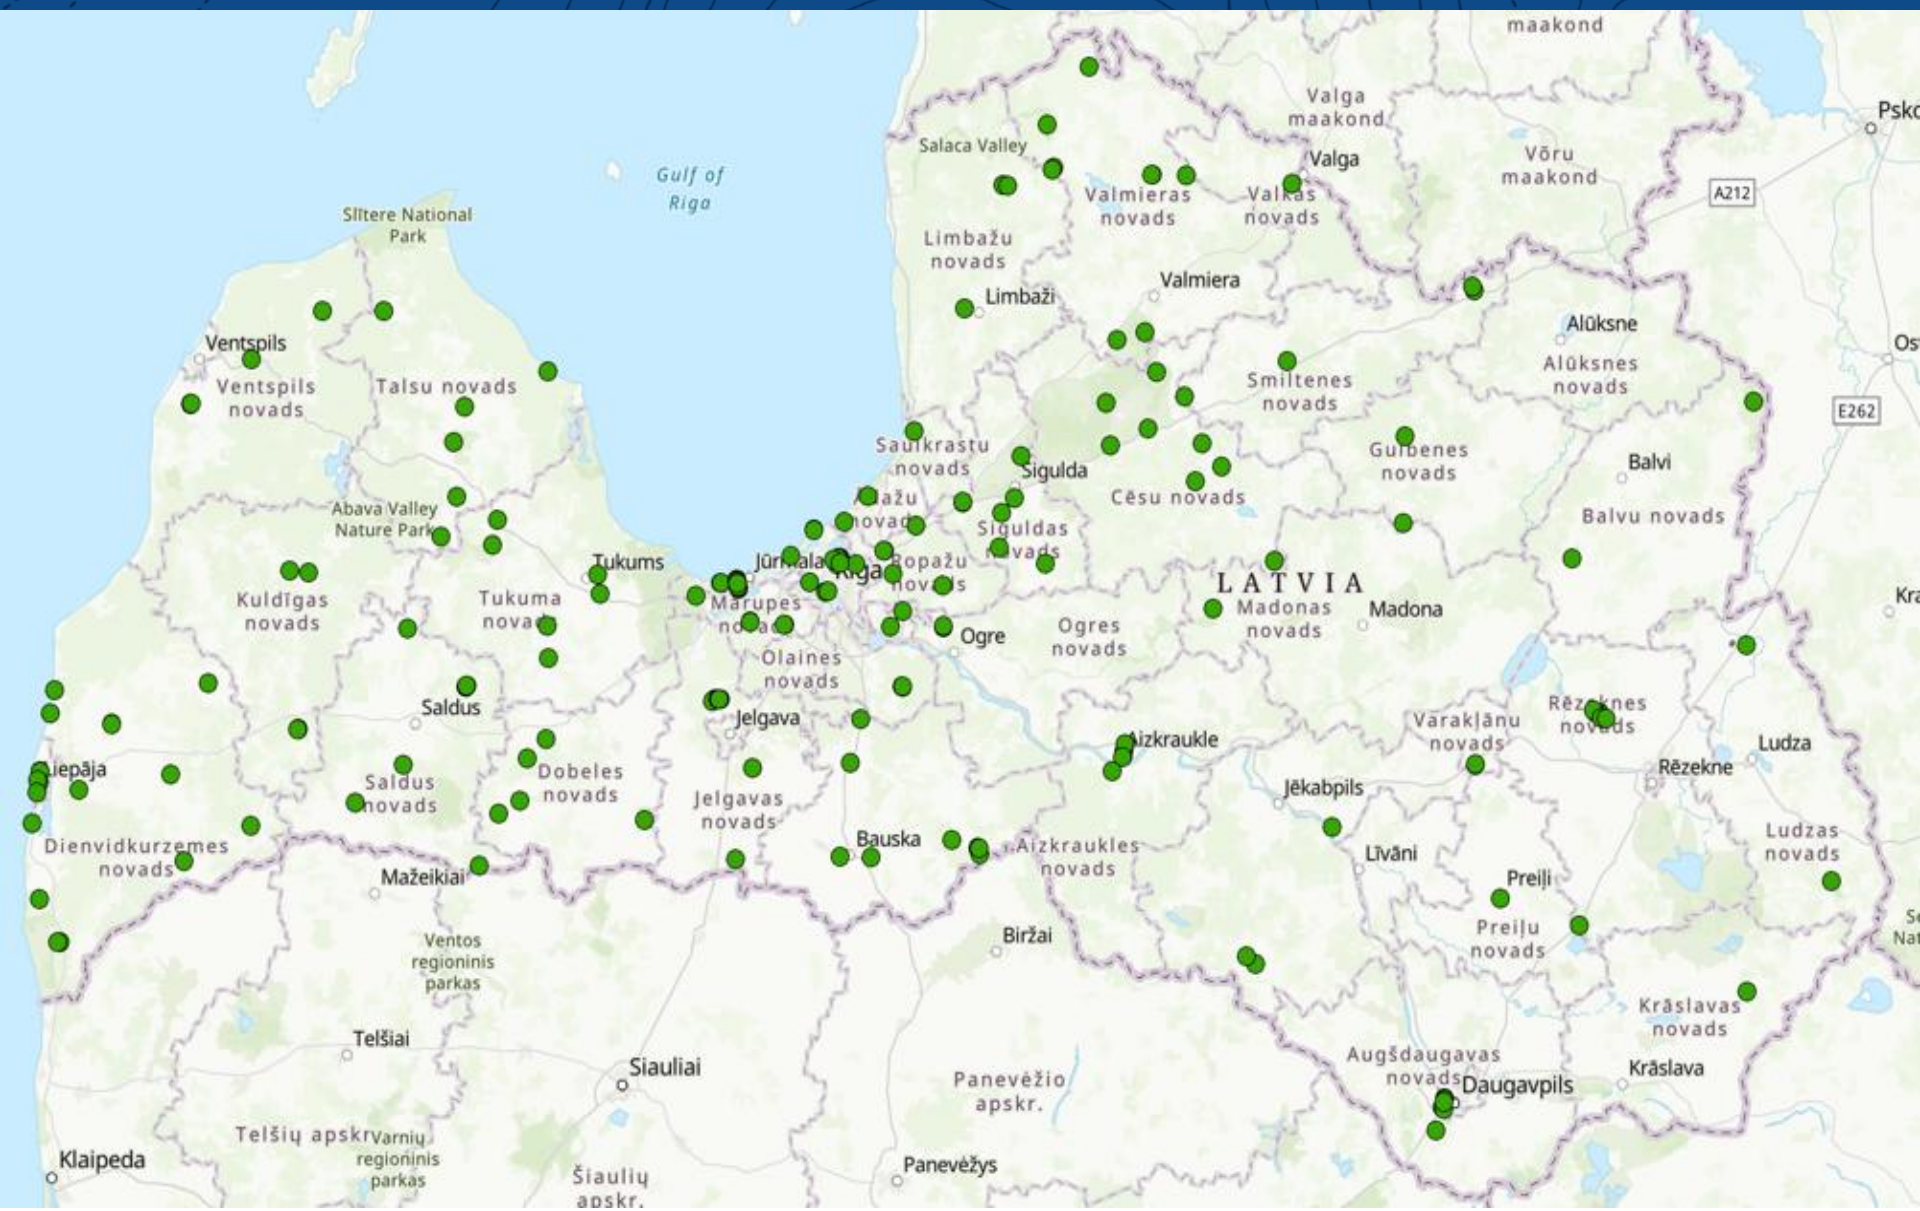 maakond
Valga
maakond
Psko
Salaca Valley
Valga
Võru
maakond
Gulf of
Riga
A212
Valmieras
novads
Valkas
novads
Slītere National
Park
Limbažu
novads
Valmiera
Limbaži
Alūksne
Ventspils
Alūksnes
novads
Ventspils
novads
Talsu novads
Smiltenes
novads
E262
Saulkrastu
novads
Gulbenes
novads
Balvi
Sigulda
Cēsu novads
Abava Valley
Nature Park
novads
Siguldas
novads
Balvu novads
Tukums
Jūrmala
Rīga
Ropažu
novads
LATVIA
Kuldīgas
novads
Tukuma
novads
Mārupes
novads
Madonas
novads
Madona
Ogre
Ogres
novads
Olaines
novads
Saldus
Jelgava
Rēzeknes
novads
Varakļānu
novads
Aizkraukle
Ludza
Liepāja
Rēzekne
Saldus
novads
Dobeles
novads
Jelgavas
novads
Jēkabpils
Bauska
Dienvidkurzemes
novads
Aizkraukles
novads
Līvāni
Ludzas
novads
Mažeikiai
Preiļi
Preiļu
novads
Ventos
regioninis
parkas
Biržai
Nat
Krāslavas
novads
Telšiai
Augšdaugavas
novads
Siauliai
Krāslava
Daugavpils
Panevėžio
apskr.
Telšių apskr.
Varnių
regioninis
parkas
Klaipeda
Šiaulių
apskr.
Panevėžys